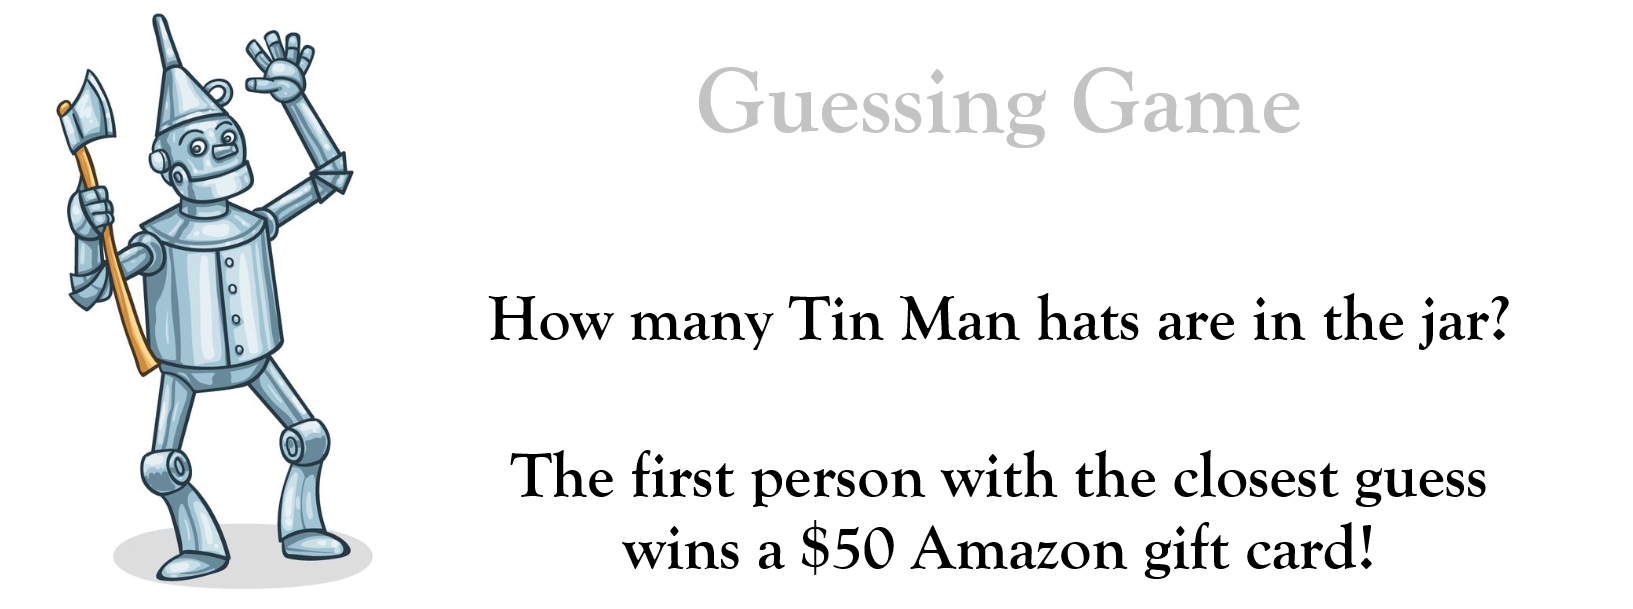 Guessing Game
How many Tin Man hats are in the jar?
The first person with the closest guess
wins a $50 Amazon gift card!